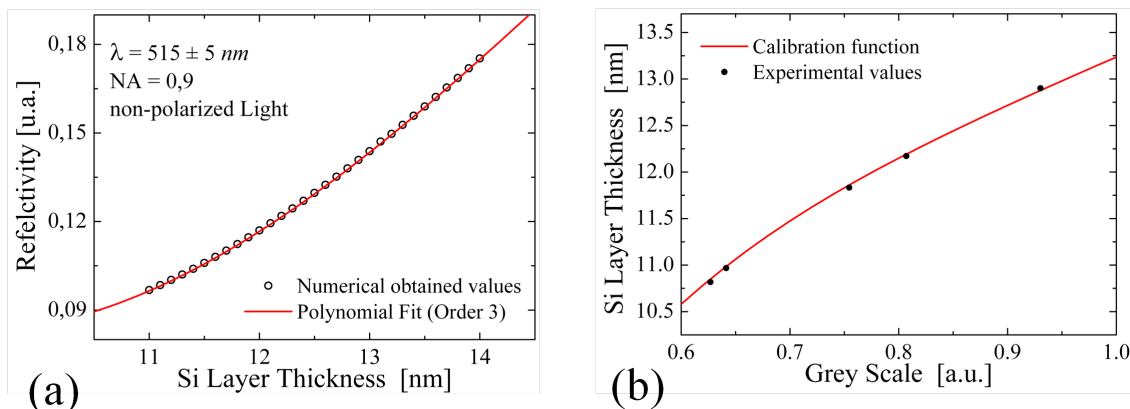 0,18
0,15
0,12
0,09
Refelctivity [u.a.]
λ = 515 ± 5 nm
NA = 0,9
non-polarized Light
Numerical obtained values
Polynomial Fit (Order 3)
11 12 13 14
Si Layer Thickness [nm]
(a)
13.5
13.0
12.5
12.0
11.5
11.0
10.5
Si Layer Thickness [nm]
Calibration function
Experimental values
0.6 0.7 0.8 0.9 1.0
Grey Scale [a.u.]
(b)